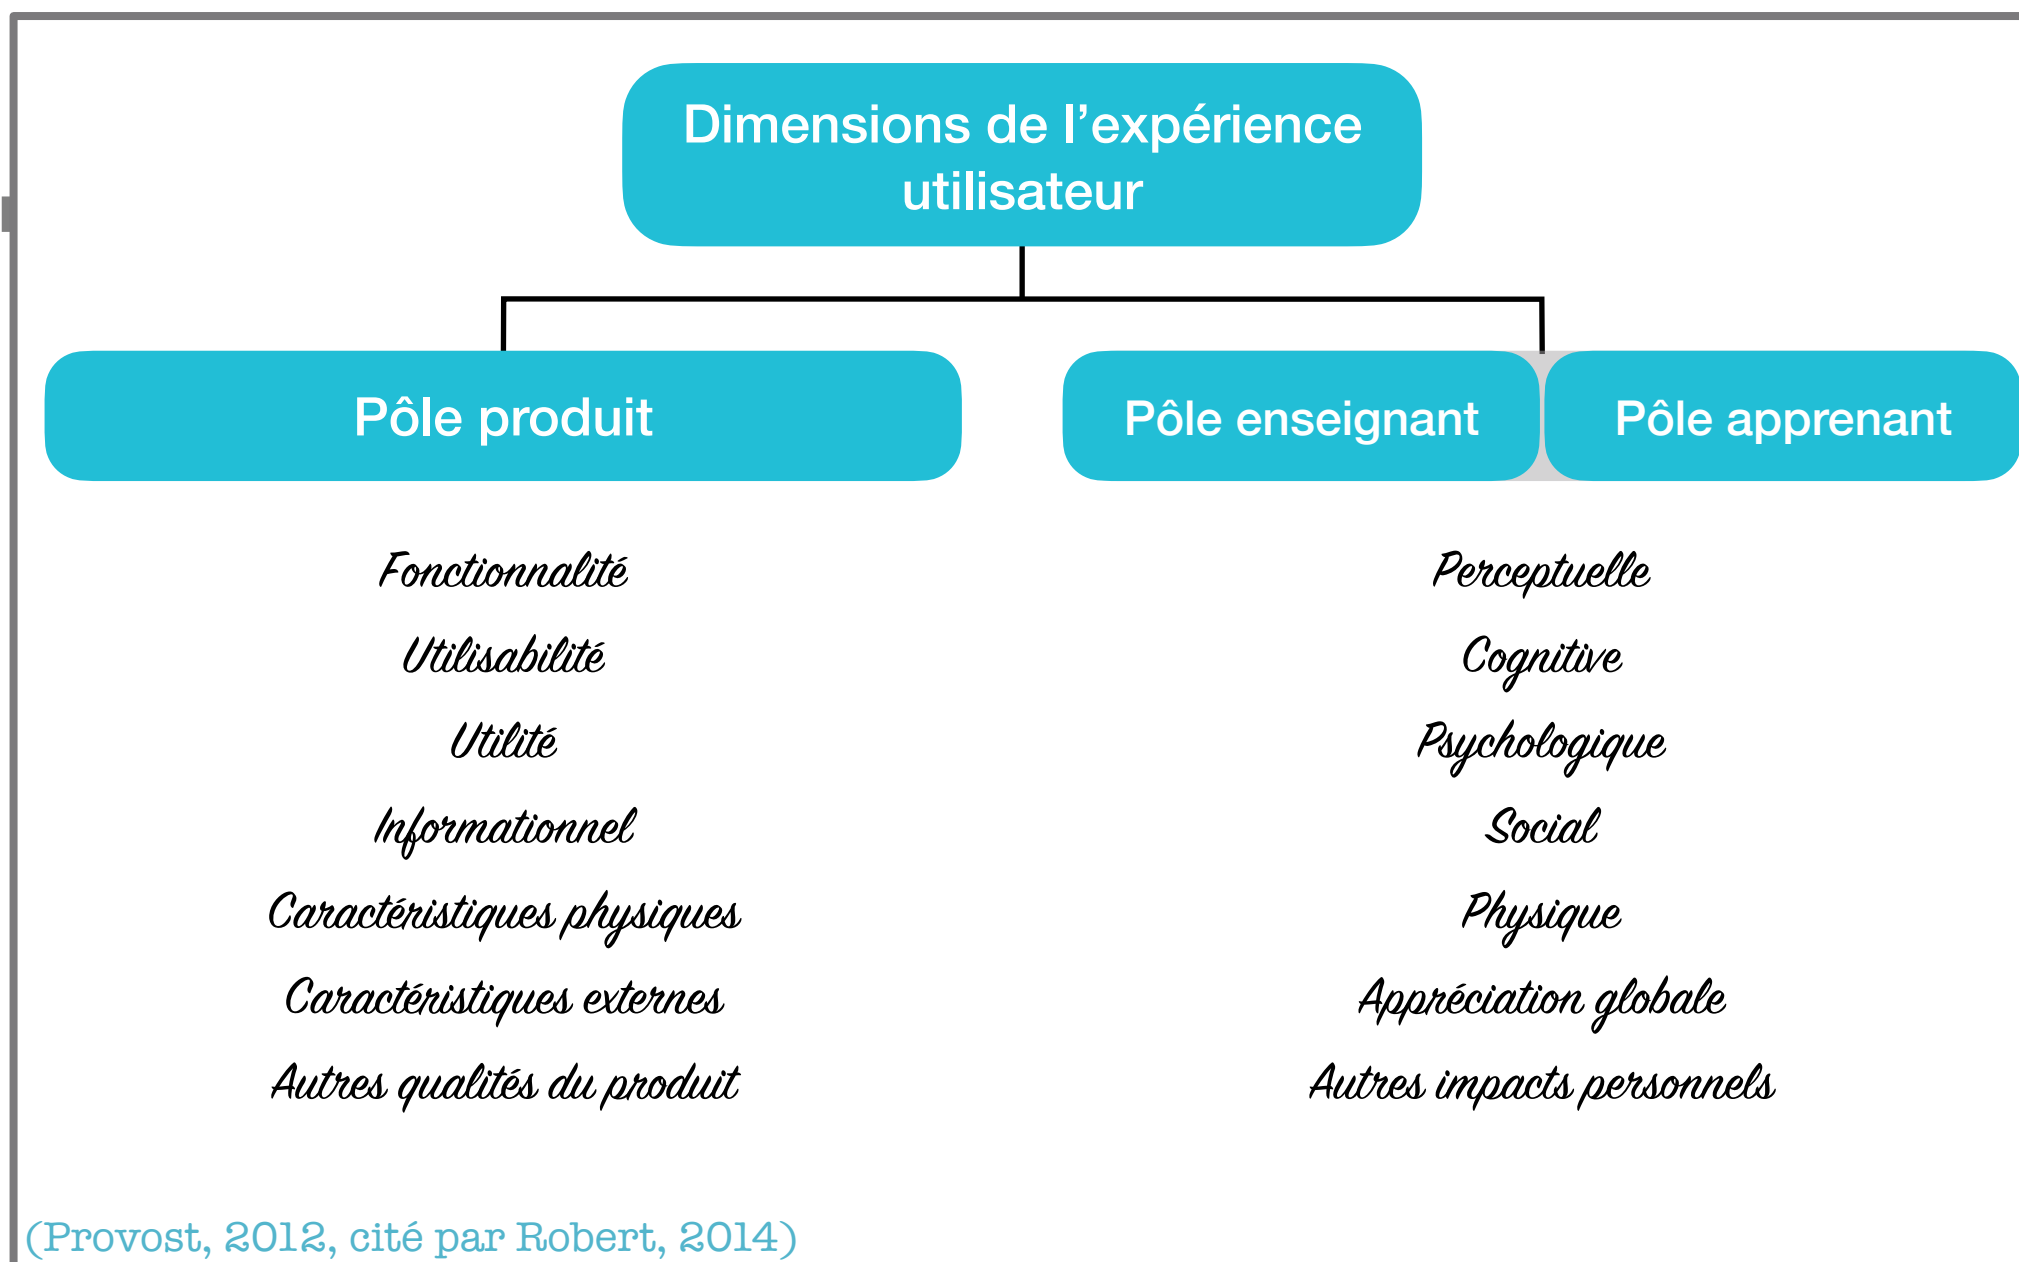 Dimensions de l’expérience
utilisateur
Pôle produit
Pôle enseignant
Pôle apprenant
Fonctionnalité
Utilisabilité
Utilité
Informationnel
Caractéristiques physiques
Caractéristiques externes
Autres qualités du produit
Perceptuelle
Cognitive
Psychologique
Social
Physique
Appréciation globale
Autres impacts personnels
(Provost, 2012, cité par Robert, 2014)